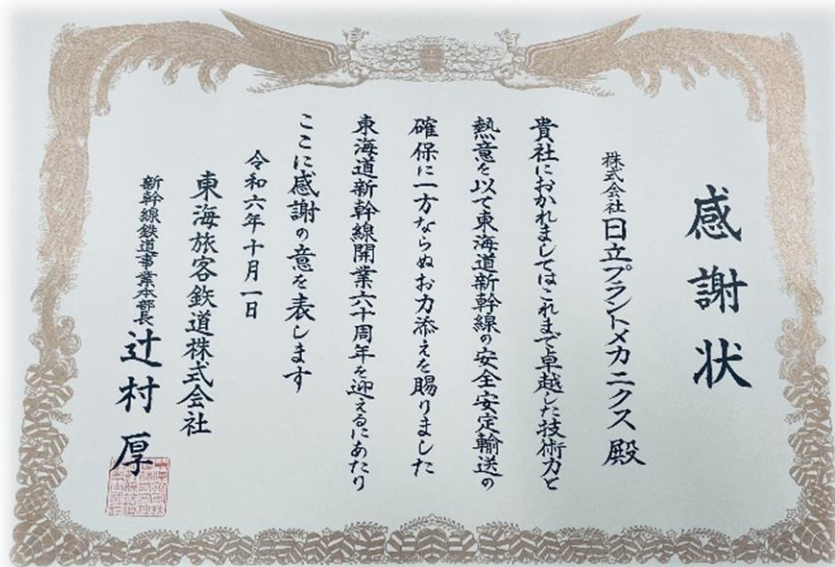 感謝状
株式会社日立プラントメカニクス 殿
貴社におかれましてはこれまで卓越した技術力と
熱意を以て東海道新幹線の安全安定輸送の
確保に一方ならぬお力添えを賜りました
東海道新幹線開業六十周年を迎えるにあたり
ここに感謝の意を表します
令和六年十月一日
東海旅客鉄道株式会社
新幹線鉄道事業本部長 辻村 厚